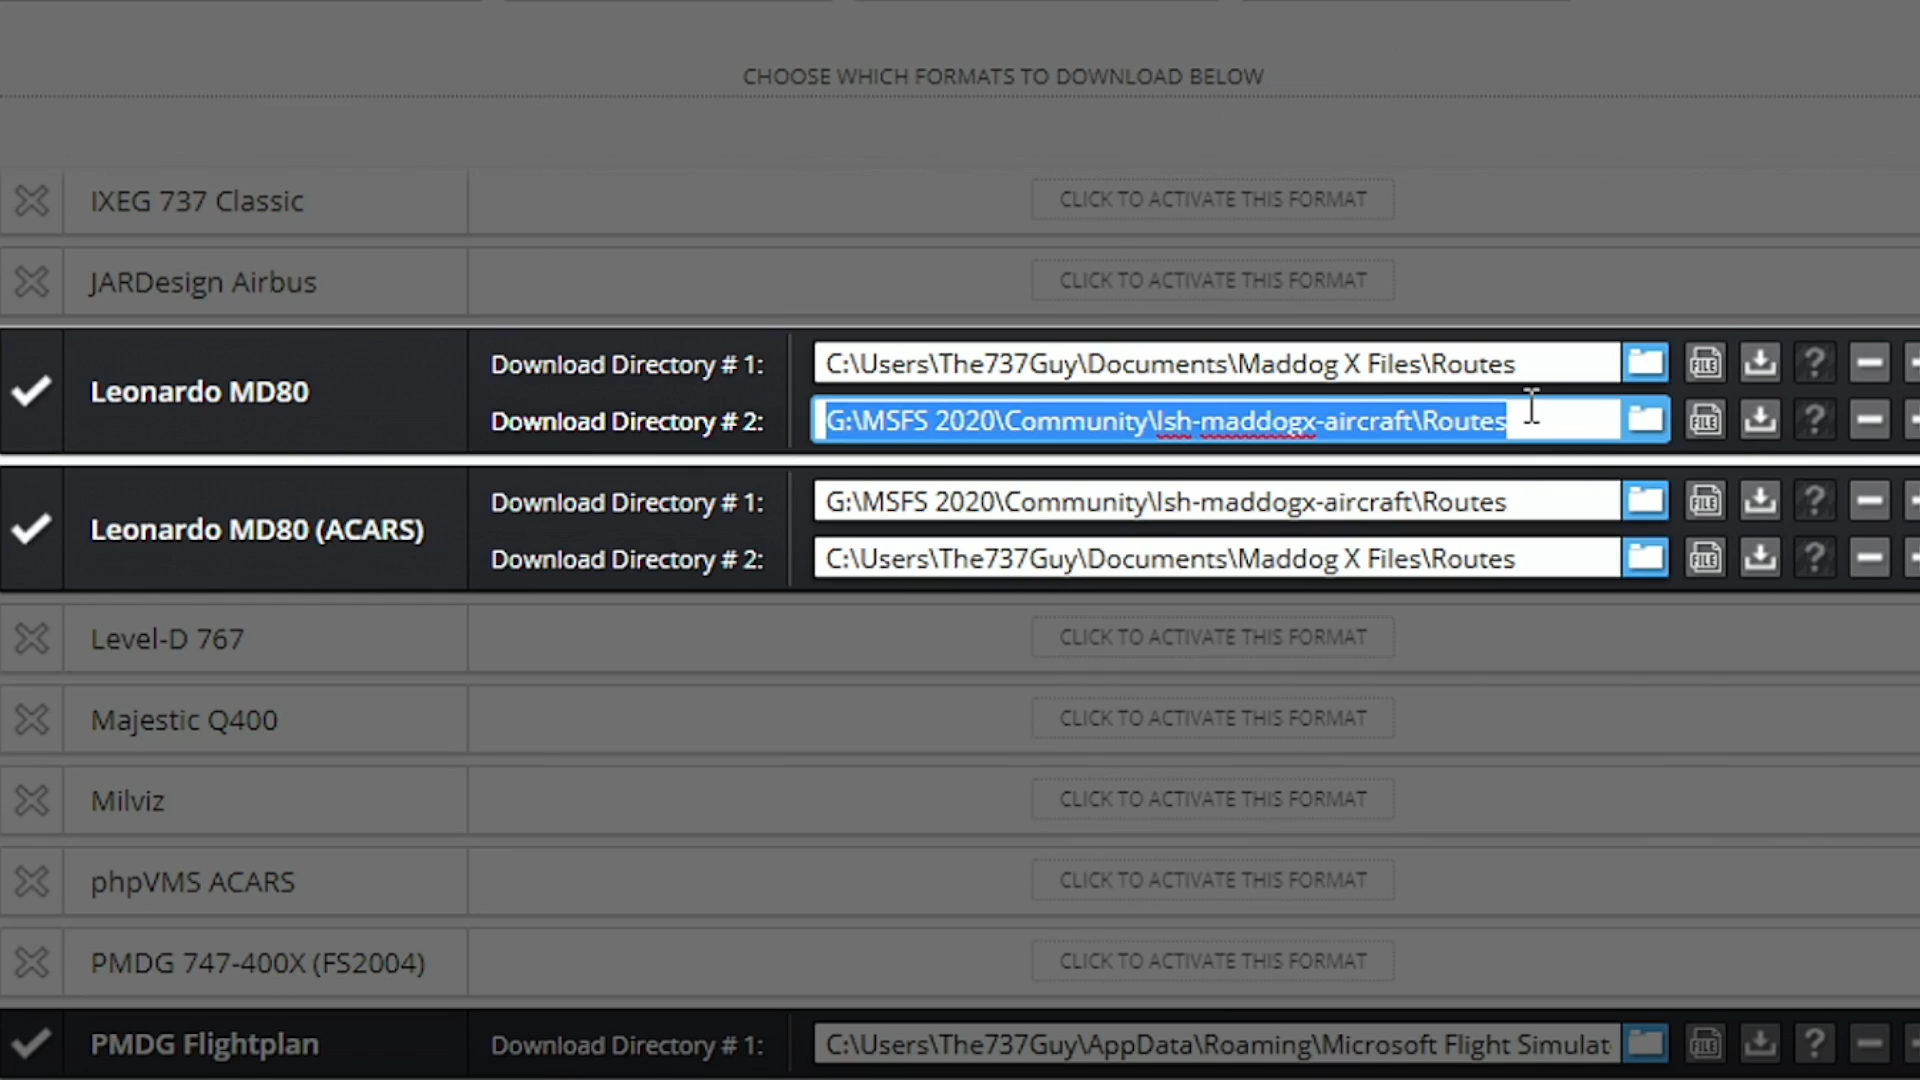 CHOOSE WHICH FORMATS TO DOWNLOAD BELOW
IXEG 737 Classic
CLICK TO ACTIVATE THIS FORMAT
JARDesign Airbus
CLICK TO ACTIVATE THIS FORMAT
Leonardo MD80
Download Directory # 1:
C:\Users\The737Guy\Documents\Maddog X Files\Routes
FILE
?
Download Directory # 2:
G:\MSFS 2020\Community\lsh-maddogx-aircraft\Routes
FILE
?
Leonardo MD80 (ACARS)
Download Directory # 1:
G:\MSFS 2020\Community\lsh-maddogx-aircraft\Routes
FILE
?
Download Directory # 2:
C:\Users\The737Guy\Documents\Maddog X Files\Routes
FILE
?
Level-D 767
CLICK TO ACTIVATE THIS FORMAT
Majestic Q400
CLICK TO ACTIVATE THIS FORMAT
Milviz
CLICK TO ACTIVATE THIS FORMAT
phpVMS ACARS
CLICK TO ACTIVATE THIS FORMAT
PMDG 747-400X (FS2004)
CLICK TO ACTIVATE THIS FORMAT
PMDG Flightplan
Download Directory # 1:
C:\Users\The737Guy\AppData\Roaming\Microsoft Flight Simulat
FILE
?